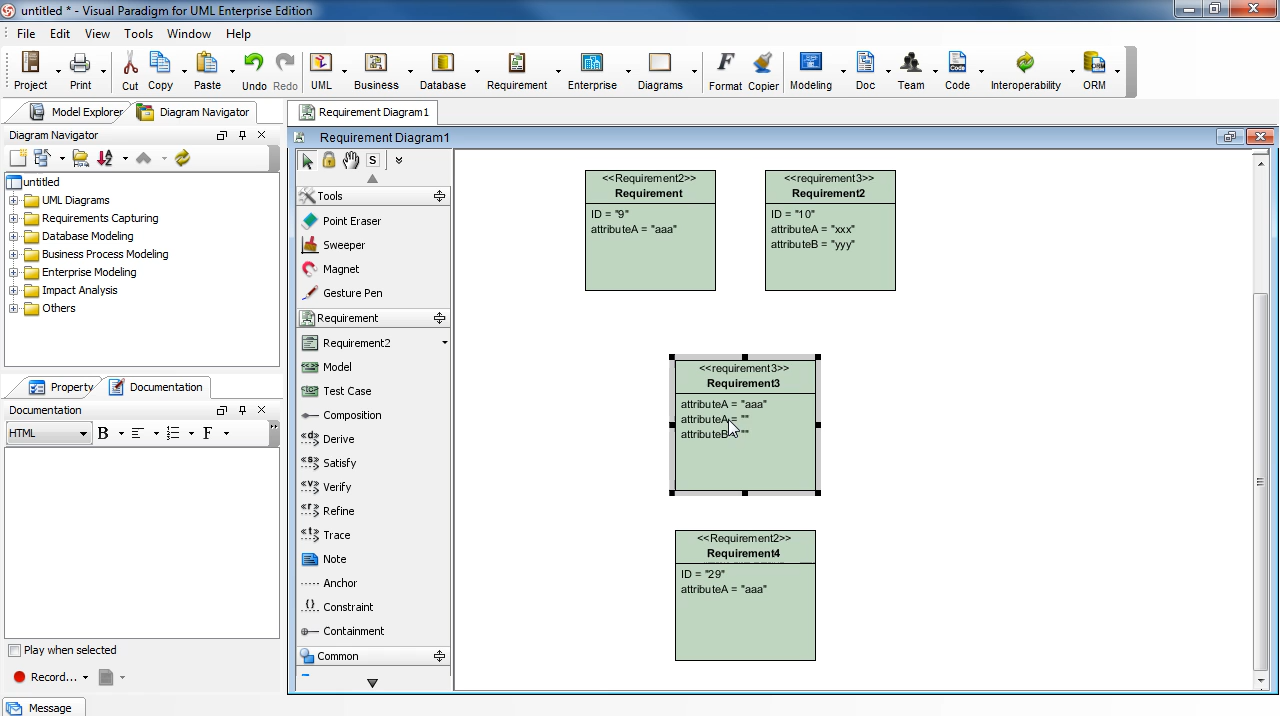 untitled * - Visual Paradigm for UML Enterprise Edition
File Edit View Tools Window Help
Project Print Cut Copy Paste Undo Redo UML Business Database Requirement Enterprise Diagrams Format Copier Modeling Doc Team Code Interoperability ORM
Model Explorer Diagram Navigator
Requirement Diagram1
Diagram Navigator
untitled
UML Diagrams
Requirements Capturing
Database Modeling
Business Process Modeling
Enterprise Modeling
Impact Analysis
Others
Property Documentation
Documentation
HTML B F
Play when selected
Record...
Message
Requirement Diagram1
S
Tools
Point Eraser
Sweeper
Magnet
Gesture Pen
Requirement
Requirement2
Model
Test Case
Composition
Derive
Satisfy
Verify
Refine
Trace
Note
Anchor
Constraint
Containment
Common
<<Requirement2>>
Requirement
ID = "9"
attributeA = "aaa"
<<requirement3>>
Requirement2
ID = "10"
attributeA = "xxx"
attributeB = "yyy"
<<requirement3>>
Requirement3
attributeA = "aaa"
attributeA = ""
attributeB = ""
<<Requirement2>>
Requirement4
ID = "29"
attributeA = "aaa"